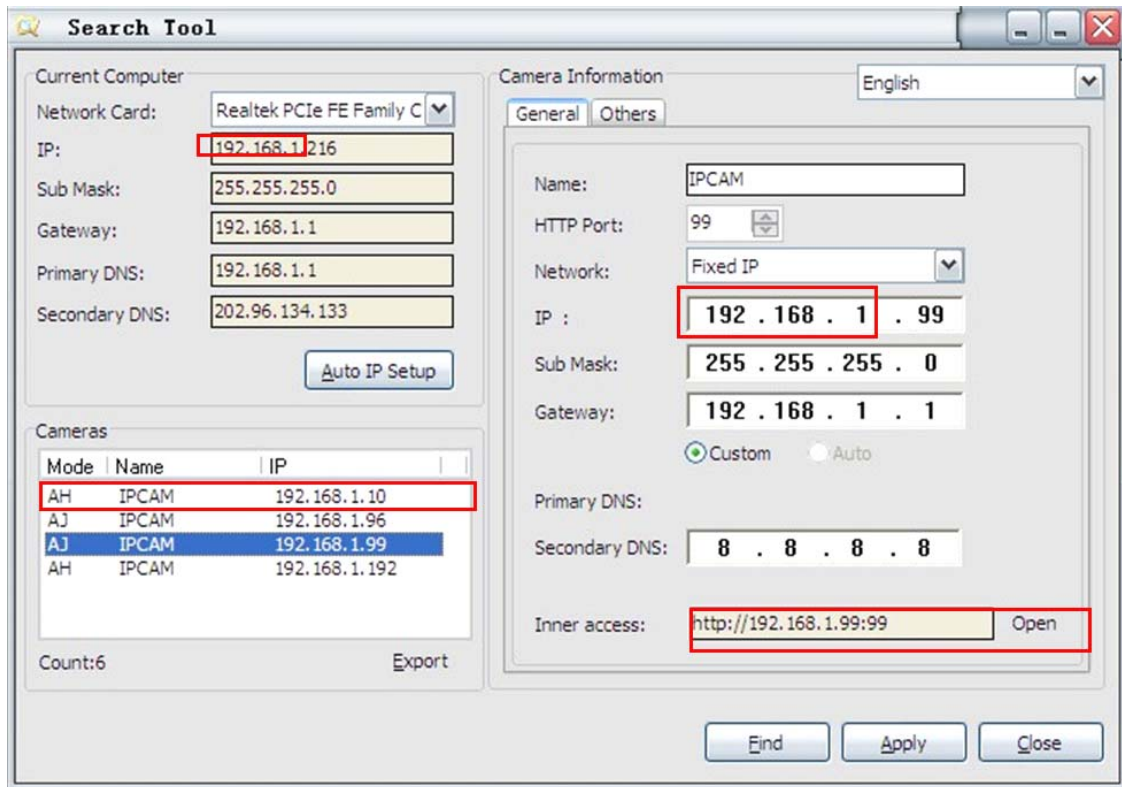 Search Tool
Current Computer
Network Card: Realtek PCIe FE Family C
IP: 192.168.1.216
Sub Mask: 255.255.255.0
Gateway: 192.168.1.1
Primary DNS: 192.168.1.1
Secondary DNS: 202.96.134.133
Auto IP Setup
Cameras
Mode Name IP
AH IPCAM 192.168.1.10
AJ IPCAM 192.168.1.96
AJ IPCAM 192.168.1.99
AH IPCAM 192.168.1.192
Count:6 Export
Camera Information English
General Others
Name: IPCAM
HTTP Port: 99
Network: Fixed IP
IP : 192 . 168 . 1 . 99
Sub Mask: 255 . 255 . 255 . 0
Gateway: 192 . 168 . 1 . 1
Custom Auto
Primary DNS:
Secondary DNS: 8 . 8 . 8 . 8
Inner access: http://192.168.1.99:99 Open
Find Apply Close